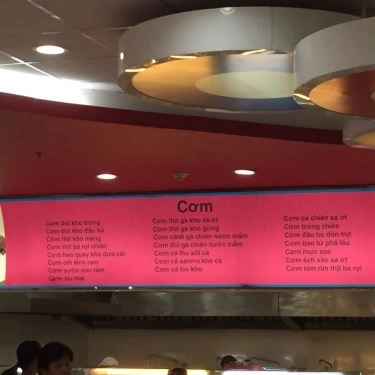 Cơm
Cơm thịt kho trứng
Cơm thịt kho đậu hủ
Cơm thịt kho măng
Cơm thịt ba rọi chiên
Cơm heo quay kho dưa cải
Cơm cốt lếch ram
Cơm sườn non ram
Cơm xíu mại
Cơm thịt gà kho sả ớt
Cơm thịt gà kho gừng
Cơm cánh gà chiên nước mắm
Cơm đùi gà chiên nước mắm
Cơm cá thu sốt cà
Cơm cá sanma kho cà
Cơm cá lóc kho
Cơm cá chiên sả ớt
Cơm trứng chiên
Cơm đậu hủ dồn thịt
Cơm bao tử phá lấu
Cơm mực xào
Cơm ếch xào sả ớt
Cơm tôm rim thịt ba rọi